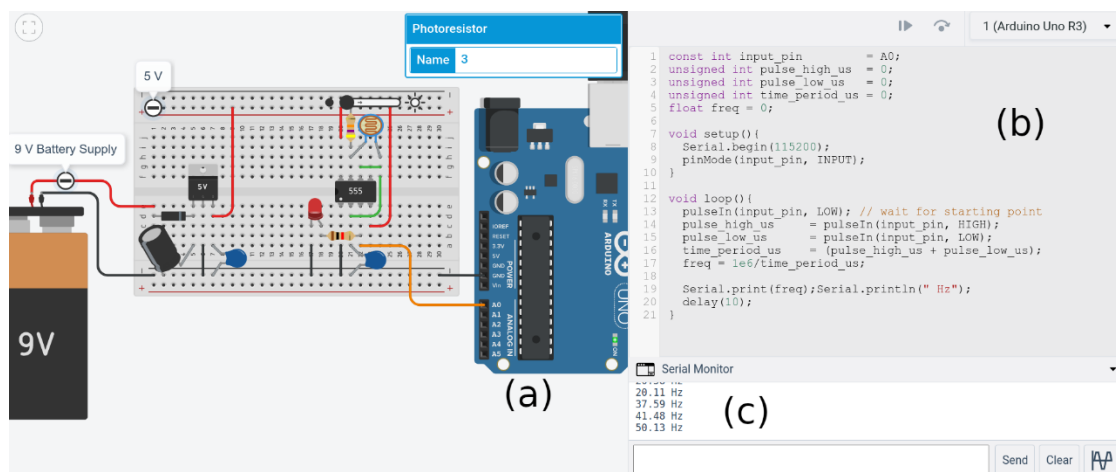 Photoresistor
Name 3
1 (Arduino Uno R3)
5 V
9 V Battery Supply
5V
555
9V
IOREF
RESET
3.3V
5V
GND
GND
Vin
POWER
A0
A1
A2
A3
A4
A5
ANALOG IN
RX
TX
ARDUINO
UNO
ON
(a)
1 const int input_pin = A0;
2 unsigned int pulse_high_us = 0;
3 unsigned int pulse_low_us = 0;
4 unsigned int time_period_us = 0;
5 float freq = 0;
6
7 void setup(){
8 Serial.begin(115200);
9 pinMode(input_pin, INPUT);
10 }
11
12 void loop(){
13 pulseIn(input_pin, LOW); // wait for starting point
14 pulse_high_us = pulseIn(input_pin, HIGH);
15 pulse_low_us = pulseIn(input_pin, LOW);
16 time_period_us = (pulse_high_us + pulse_low_us);
17 freq = 1e6/time_period_us;
18
19 Serial.print(freq);Serial.println(" Hz");
20 delay(10);
21 }
(b)
Serial Monitor
20.11 Hz
37.59 Hz
41.48 Hz
50.13 Hz
(c)
Send
Clear